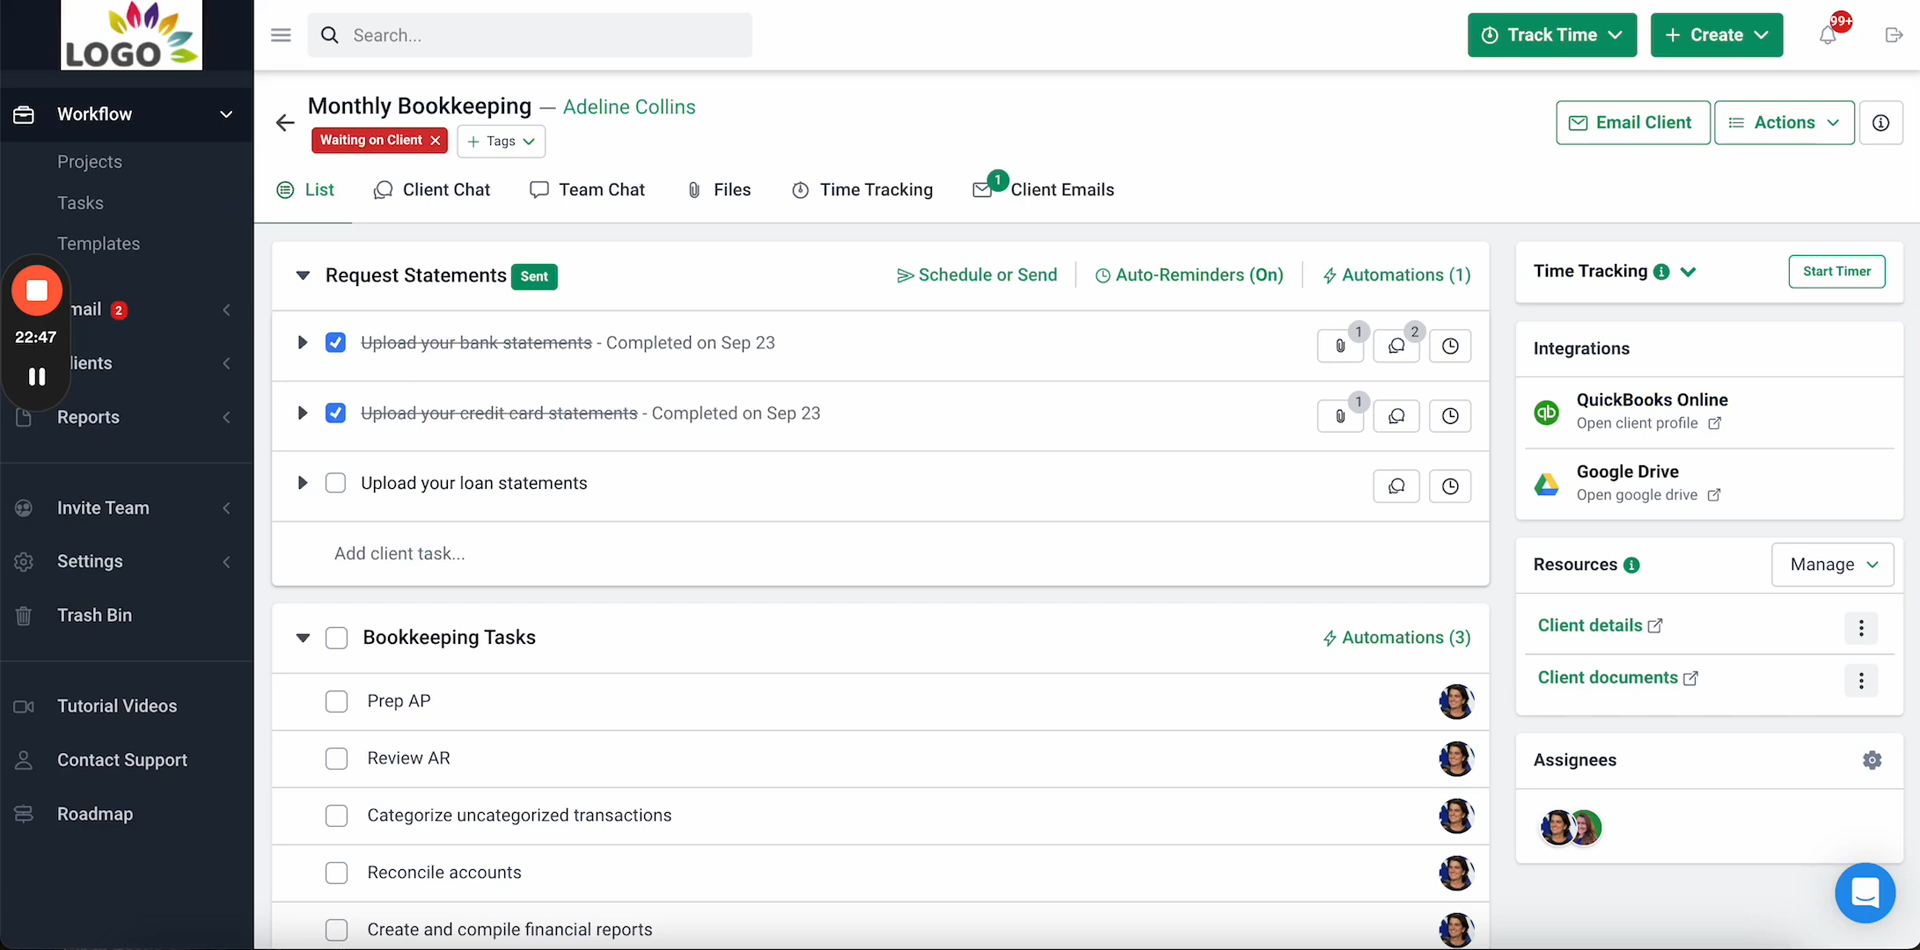 LOGO
Search...
Track Time
Create
99+
Workflow
Projects
Tasks
Templates
22:47
mail 2
lients
Reports
Invite Team
Settings
Trash Bin
Tutorial Videos
Contact Support
Roadmap
Monthly Bookkeeping — Adeline Collins
Waiting on Client
Tags
Email Client
Actions
List
Client Chat
Team Chat
Files
Time Tracking
1
Client Emails
Request Statements Sent
Schedule or Send
Auto-Reminders (On)
Automations (1)
Upload your bank statements - Completed on Sep 23
1
2
Upload your credit card statements - Completed on Sep 23
1
Upload your loan statements
Add client task...
Bookkeeping Tasks
Automations (3)
Prep AP
Review AR
Categorize uncategorized transactions
Reconcile accounts
Create and compile financial reports
Time Tracking
Start Timer
Integrations
qb
QuickBooks Online
Open client profile
Google Drive
Open google drive
Resources
Manage
Client details
Client documents
Assignees